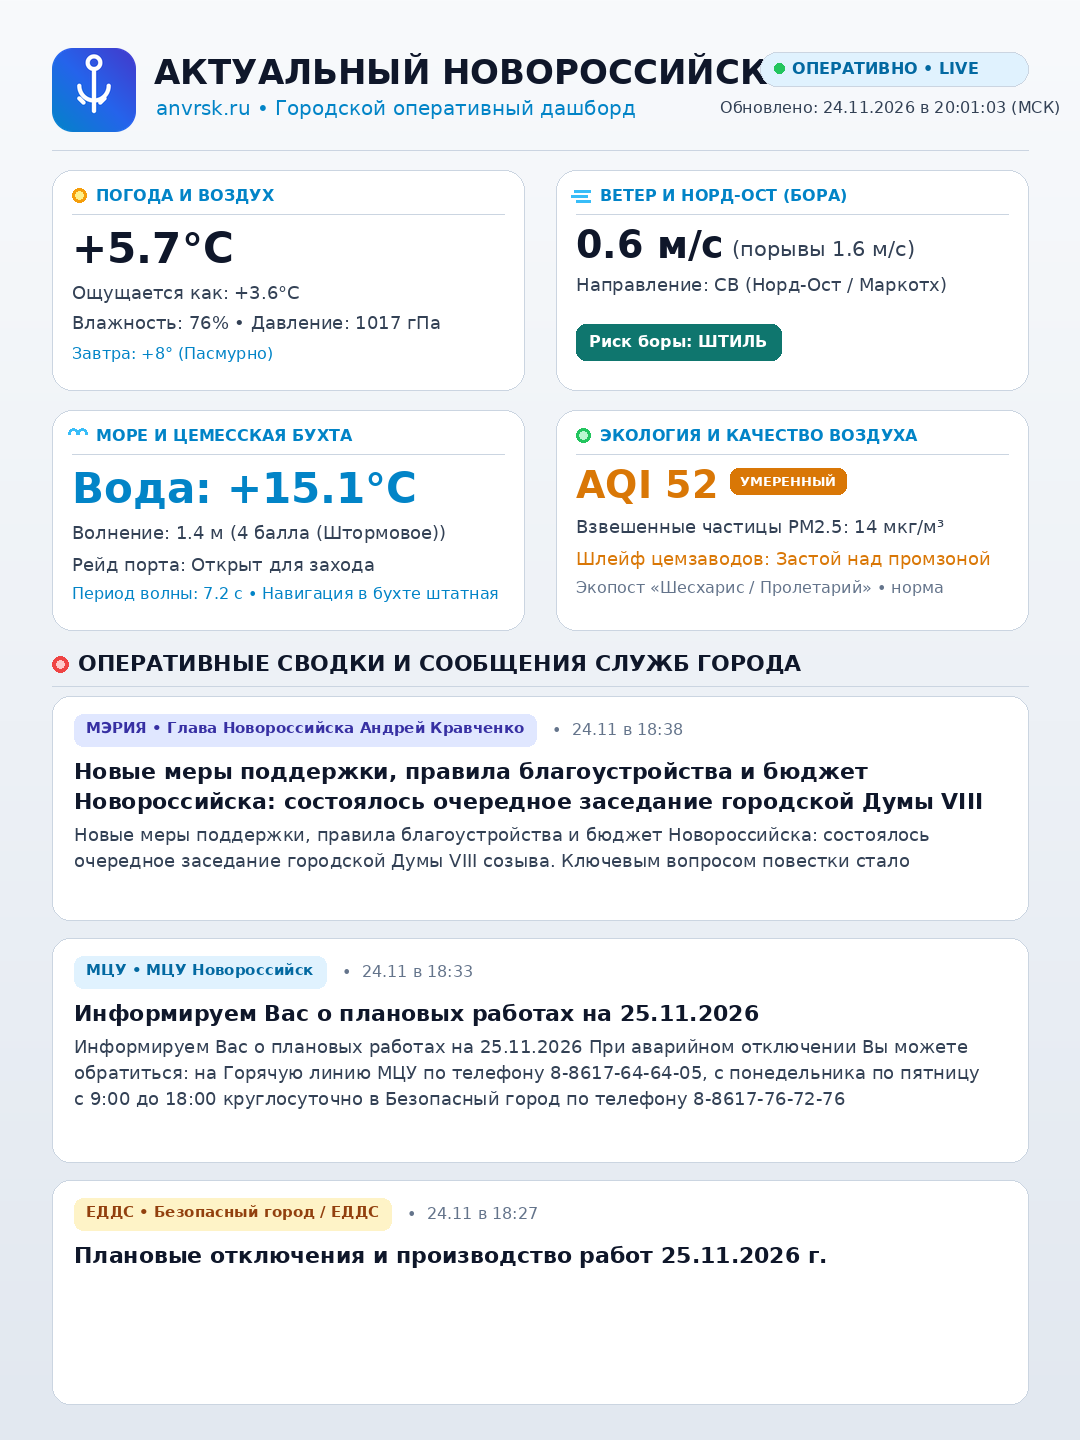 АКТУАЛЬНЫЙ НОВОРОССИЙСК
ОПЕРАТИВНО • LIVE
anvrsk.ru • Городской оперативный дашборд
Обновлено: 24.11.2026 в 20:01:03 (МСК)
ПОГОДА И ВОЗДУХ
+5.7°C
Ощущается как: +3.6°C
Влажность: 76% • Давление: 1017 гПа
Завтра: +8° (Пасмурно)
ВЕТЕР И НОРД-ОСТ (БОРА)
0.6 м/с (порывы 1.6 м/с)
Направление: СВ (Норд-Ост / Маркотх)
Риск боры: ШТИЛЬ
МОРЕ И ЦЕМЕССКАЯ БУХТА
Вода: +15.1°C
Волнение: 1.4 м (4 балла (Штормовое))
Рейд порта: Открыт для захода
Период волны: 7.2 с • Навигация в бухте штатная
ЭКОЛОГИЯ И КАЧЕСТВО ВОЗДУХА
AQI 52 УМЕРЕННЫЙ
Взвешенные частицы PM2.5: 14 мкг/м³
Шлейф цемзаводов: Застой над промзоной
Экопост «Шесхарис / Пролетарий» • норма
ОПЕРАТИВНЫЕ СВОДКИ И СООБЩЕНИЯ СЛУЖБ ГОРОДА
МЭРИЯ • Глава Новороссийска Андрей Кравченко • 24.11 в 18:38
Новые меры поддержки, правила благоустройства и бюджет
Новороссийска: состоялось очередное заседание городской Думы VIII
Новые меры поддержки, правила благоустройства и бюджет Новороссийска: состоялось
очередное заседание городской Думы VIII созыва. Ключевым вопросом повестки стало
МЦУ • МЦУ Новороссийск • 24.11 в 18:33
Информируем Вас о плановых работах на 25.11.2026
Информируем Вас о плановых работах на 25.11.2026 При аварийном отключении Вы можете
обратиться: на Горячую линию МЦУ по телефону 8-8617-64-64-05, с понедельника по пятницу
с 9:00 до 18:00 круглосуточно в Безопасный город по телефону 8-8617-76-72-76
ЕДДС • Безопасный город / ЕДДС • 24.11 в 18:27
Плановые отключения и производство работ 25.11.2026 г.